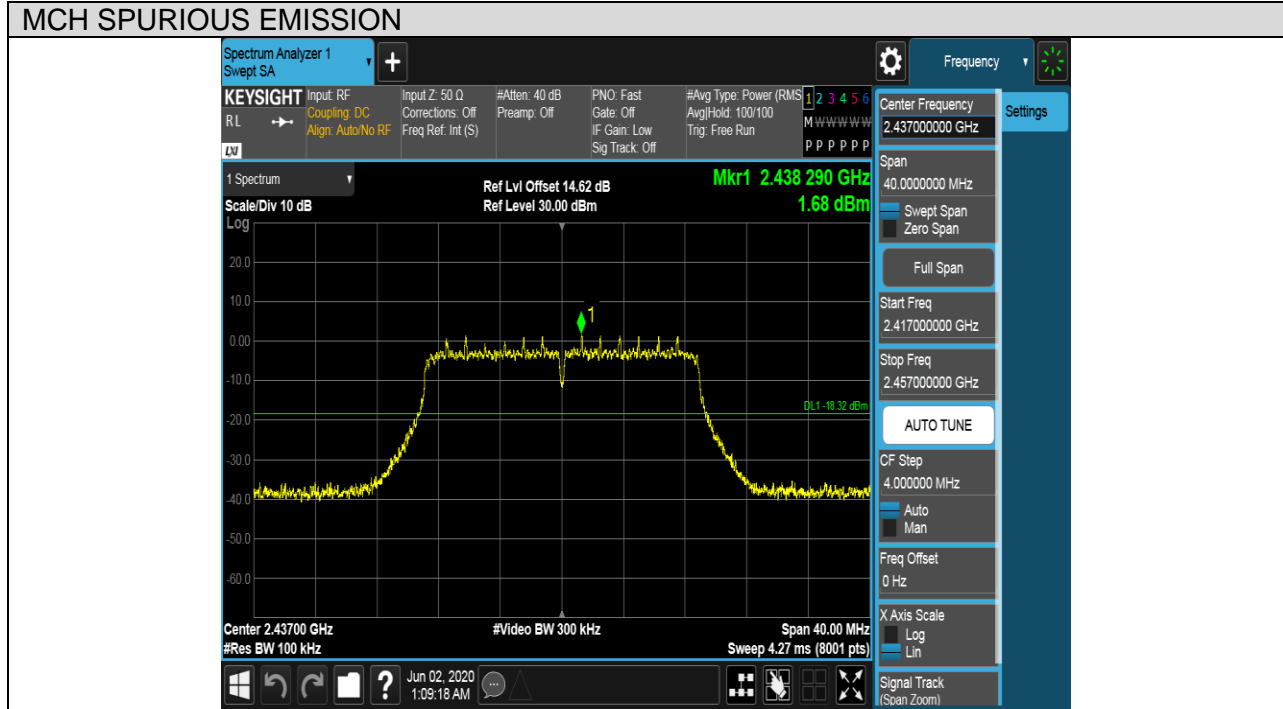 MCH SPURIOUS EMISSION
Spectrum Analyzer 1
Swept SA
Frequency
KEYSIGHT
RL
LXI
Input: RF
Coupling: DC
Align: Auto/No RF
Input Z: 50 Ω
Corrections: Off
Freq Ref: Int (S)
#Atten: 40 dB
Preamp: Off
PNO: Fast
Gate: Off
IF Gain: Low
Sig Track: Off
#Avg Type: Power (RMS
Avg|Hold: 100/100
Trig: Free Run
1 2 3 4 5 6
M W W W W W
P P P P P P
Center Frequency
2.437000000 GHz
Settings
1 Spectrum
Scale/Div 10 dB
Ref Lvl Offset 14.62 dB
Ref Level 30.00 dBm
Mkr1 2.438 290 GHz
1.68 dBm
Log
20.0
10.0
0.00
-10.0
-20.0
-30.0
-40.0
-50.0
-60.0
1
DL1 -18.32 dBm
Center 2.43700 GHz
#Res BW 100 kHz
#Video BW 300 kHz
Span 40.00 MHz
Sweep 4.27 ms (8001 pts)
Span
40.0000000 MHz
Swept Span
Zero Span
Full Span
Start Freq
2.417000000 GHz
Stop Freq
2.457000000 GHz
AUTO TUNE
CF Step
4.000000 MHz
Auto
Man
Freq Offset
0 Hz
X Axis Scale
Log
Lin
Signal Track
(Span Zoom)
?
Jun 02, 2020
1:09:18 AM